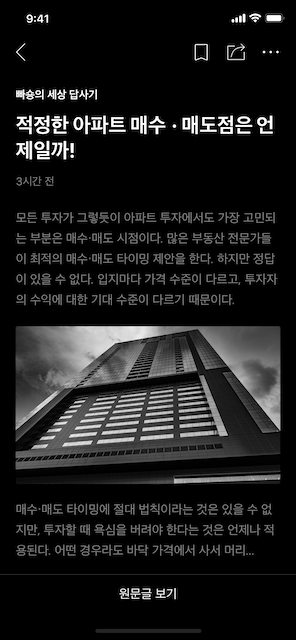 9:41
빠숑의 세상 답사기
적정한 아파트 매수 · 매도점은 언
제일까!
3시간 전
모든 투자가 그렇듯이 아파트 투자에서도 가장 고민되
는 부분은 매수·매도 시점이다. 많은 부동산 전문가들
이 최적의 매수·매도 타이밍 제안을 한다. 하지만 정답
이 있을 수 없다. 입지마다 가격 수준이 다르고, 투자자
의 수익에 대한 기대 수준이 다르기 때문이다.
매수·매도 타이밍에 절대 법칙이라는 것은 있을 수 없
지만, 투자할 때 욕심을 버려야 한다는 것은 언제나 적
용된다. 어떤 경우라도 바닥 가격에서 사서 머리...
원문글 보기